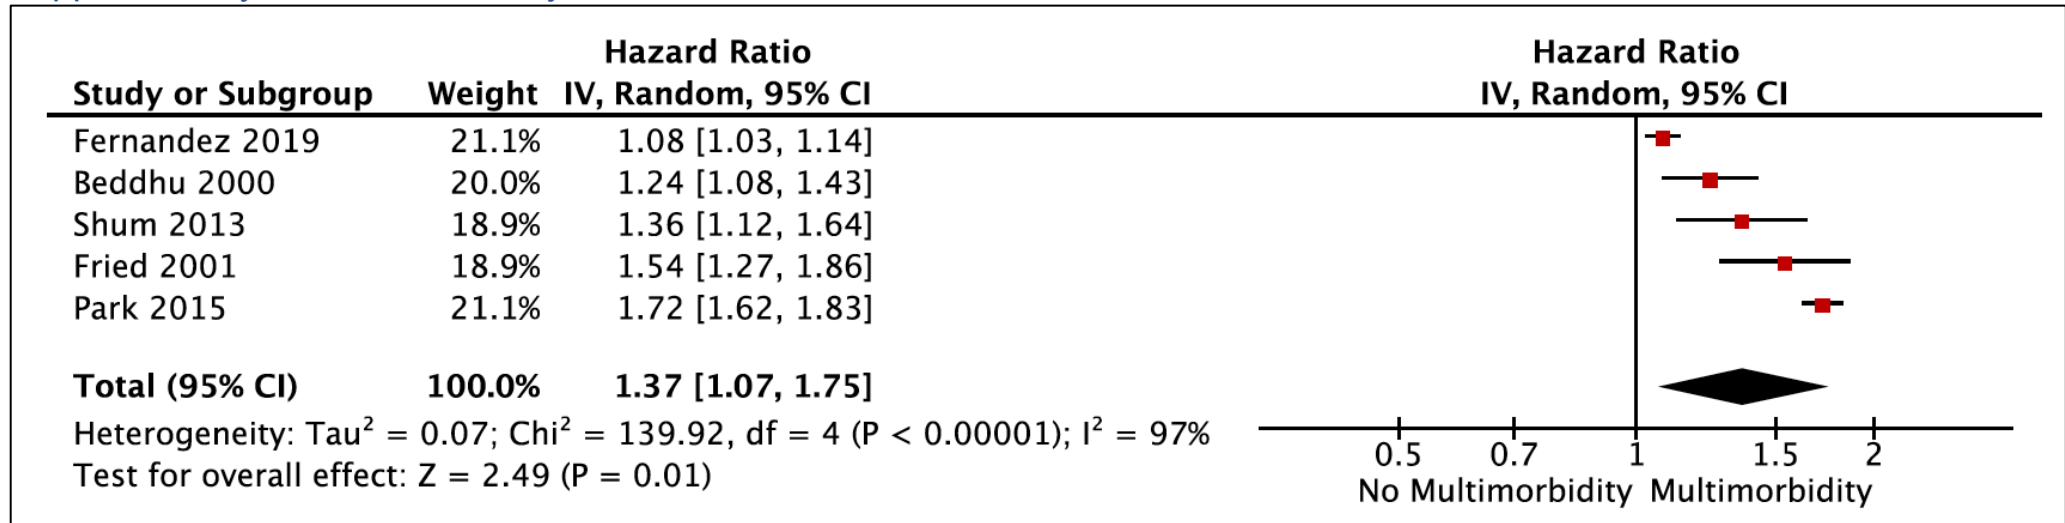 Hazard Ratio Hazard Ratio
Study or Subgroup Weight IV, Random, 95% CI IV, Random, 95% CI
Fernandez 2019 21.1% 1.08 [1.03, 1.14]
Beddhu 2000 20.0% 1.24 [1.08, 1.43]
Shum 2013 18.9% 1.36 [1.12, 1.64]
Fried 2001 18.9% 1.54 [1.27, 1.86]
Park 2015 21.1% 1.72 [1.62, 1.83]
Total (95% CI) 100.0% 1.37 [1.07, 1.75]
Heterogeneity: Tau² = 0.07; Chi² = 139.92, df = 4 (P < 0.00001); I² = 97%
Test for overall effect: Z = 2.49 (P = 0.01)
0.5 0.7 1 1.5 2
No Multimorbidity Multimorbidity